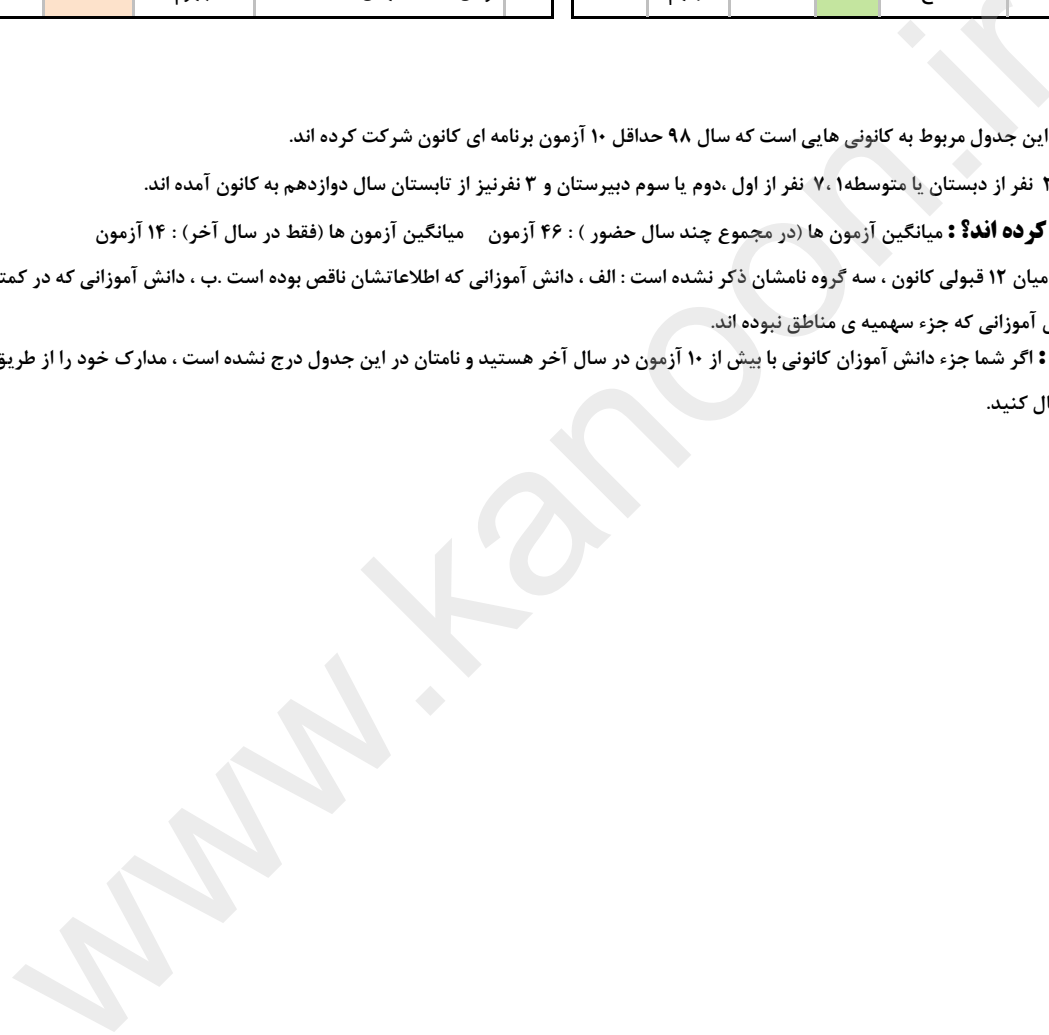 این جدول مربوط به کانونی هایی است که سال ۹۸ حداقل ۱۰ آزمون برنامه ای کانون شرکت کرده اند.
۲ نفر از دبستان یا متوسطه۱ ،۷ نفر از اول ،دوم یا سوم دبیرستان و ۳ نفرنیز از تابستان سال دوازدهم به کانون آمده اند.
کرده اند؟ : میانگین آزمون ها (در مجموع چند سال حضور ) : ۴۶ آزمون میانگین آزمون ها (فقط در سال آخر) : ۱۴ آزمون
میان ۱۲ قبولی کانون ، سه گروه نامشان ذکر نشده است : الف ، دانش آموزانی که اطلاعاتشان ناقص بوده است .ب ، دانش آموزانی که در
آموزانی که جزء سهمیه ی مناطق نبوده اند.
: اگر شما جزء دانش آموزان کانونی با بیش از ۱۰ آزمون در سال آخر هستید و نامتان در این جدول درج نشده است ، مدارک خود را از طریق
ال کنید.
www.kanoon.ir